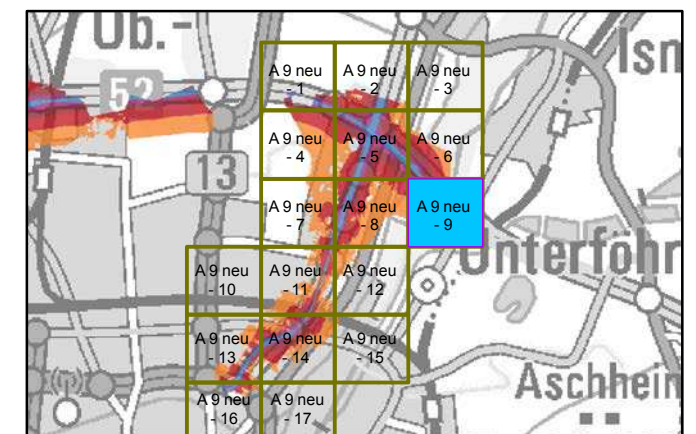 Ob.-
Isn
52
13
A 9 neu
- 1
A 9 neu
- 2
A 9 neu
- 3
A 9 neu
- 4
A 9 neu
- 5
A 9 neu
- 6
A 9 neu
- 7
A 9 neu
- 8
A 9 neu
- 9
Unterföhr
A 9 neu
- 10
A 9 neu
- 11
A 9 neu
- 12
A 9 neu
- 13
A 9 neu
- 14
A 9 neu
- 15
Aschhein
A 9 neu
- 16
A 9 neu
- 17